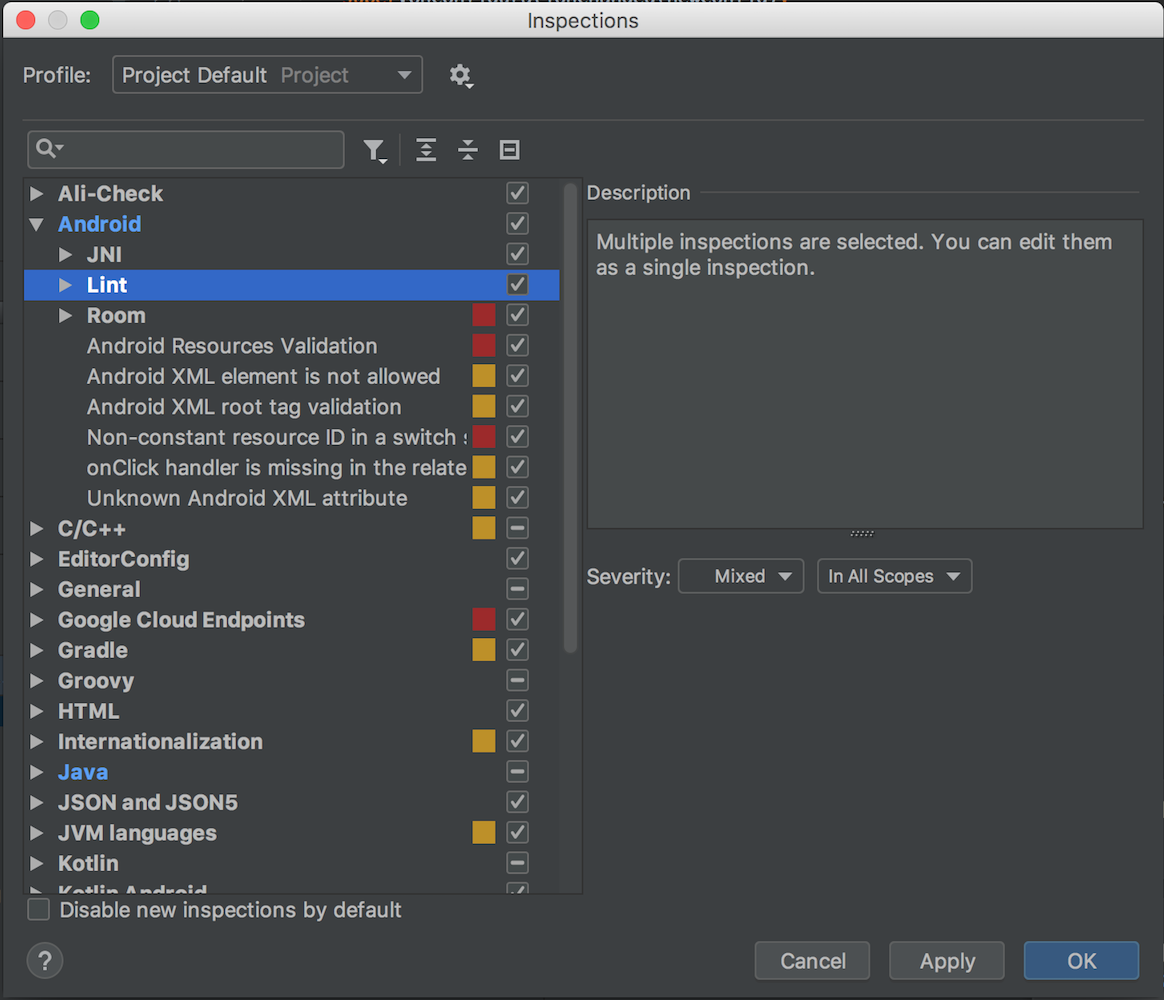 Inspections
Profile: Project Default Project
Ali-Check
Android
JNI
Lint
Room
Android Resources Validation
Android XML element is not allowed
Android XML root tag validation
Non-constant resource ID in a switch
onClick handler is missing in the relate
Unknown Android XML attribute
C/C++
EditorConfig
General
Google Cloud Endpoints
Gradle
Groovy
HTML
Internationalization
Java
JSON and JSON5
JVM languages
Kotlin
Kotlin Android
Disable new inspections by default
Description
Multiple inspections are selected. You can edit them
as a single inspection.
Severity: Mixed In All Scopes
?
Cancel Apply OK